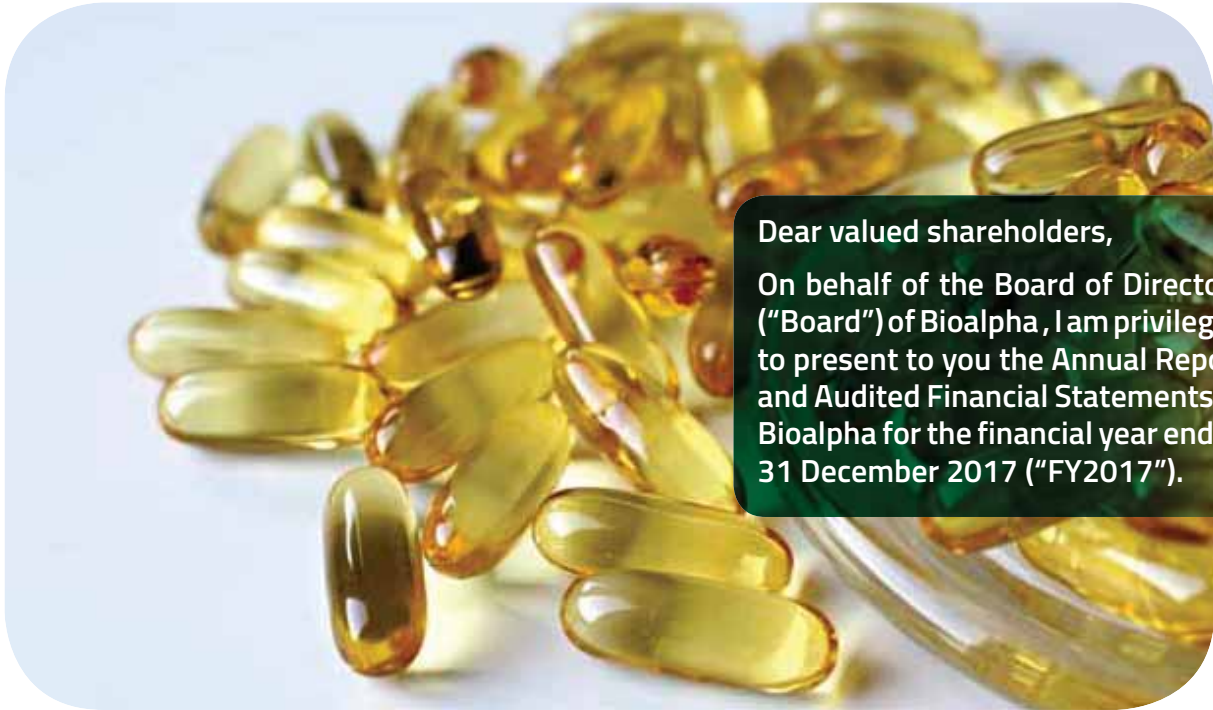 Dear valued shareholders,
On behalf of the Board of Directo
(“Board”) of Bioalpha , I am privileg
to present to you the Annual Repo
and Audited Financial Statements
Bioalpha for the financial year end
31 December 2017 (“FY2017”).